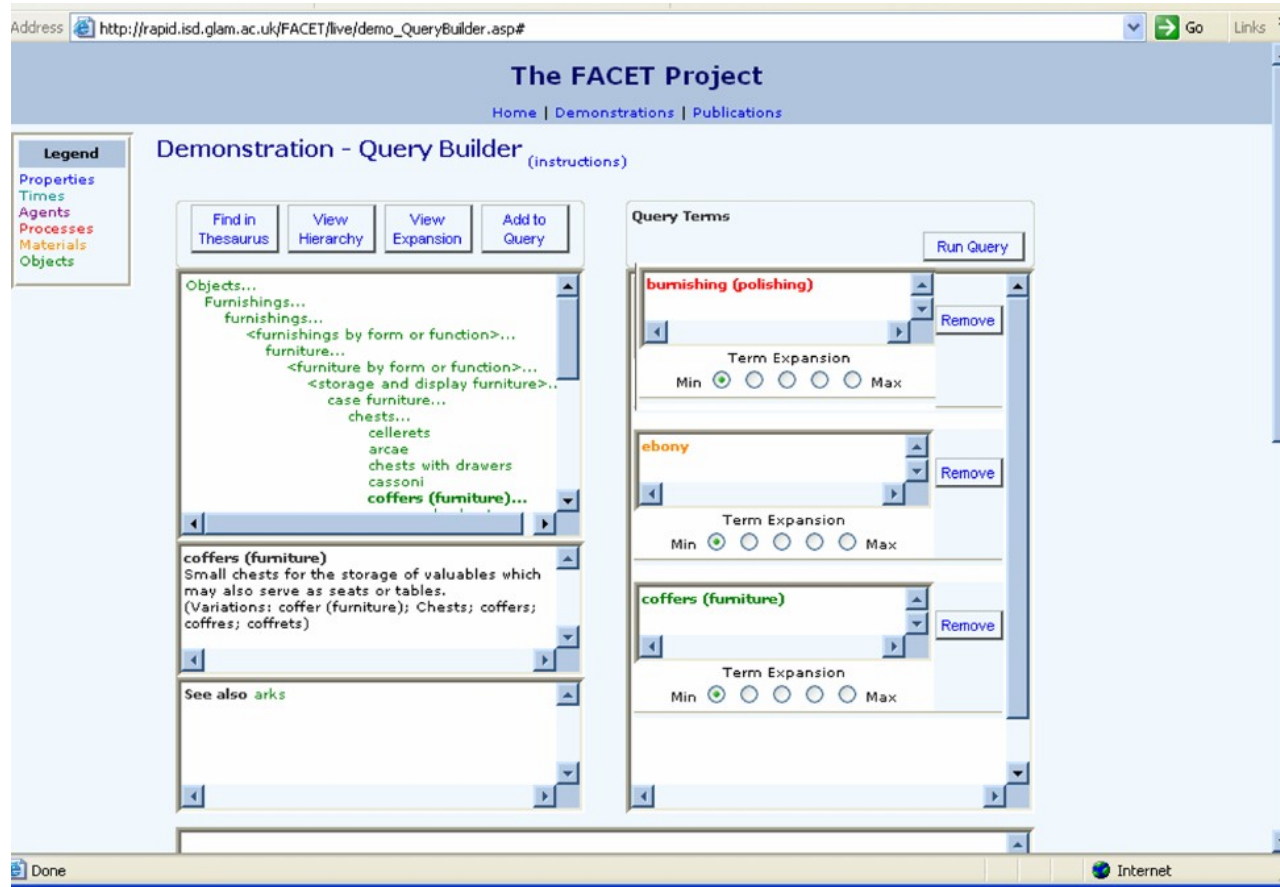 Address http://rapid.isd.glam.ac.uk/FACET/live/demo_QueryBuilder.asp# Go Links
The FACET Project
Home | Demonstrations | Publications
Legend
Properties
Times
Agents
Processes
Materials
Objects
Demonstration - Query Builder (instructions)
Find in Thesaurus
View Hierarchy
View Expansion
Add to Query
Objects...
Furnishings...
furnishings...
<furnishings by form or function>...
furniture...
<furniture by form or function>...
<storage and display furniture>..
case furniture...
chests...
cellerets
arcae
chests with drawers
cassoni
coffers (furniture)...
coffers (furniture)
Small chests for the storage of valuables which
may also serve as seats or tables.
(Variations: coffer (furniture); Chests; coffers;
coffres; coffrets)
See also arks
Query Terms
Run Query
burnishing (polishing)
Remove
Term Expansion
Min Max
ebony
Remove
Term Expansion
Min Max
coffers (furniture)
Remove
Term Expansion
Min Max
Done
Internet